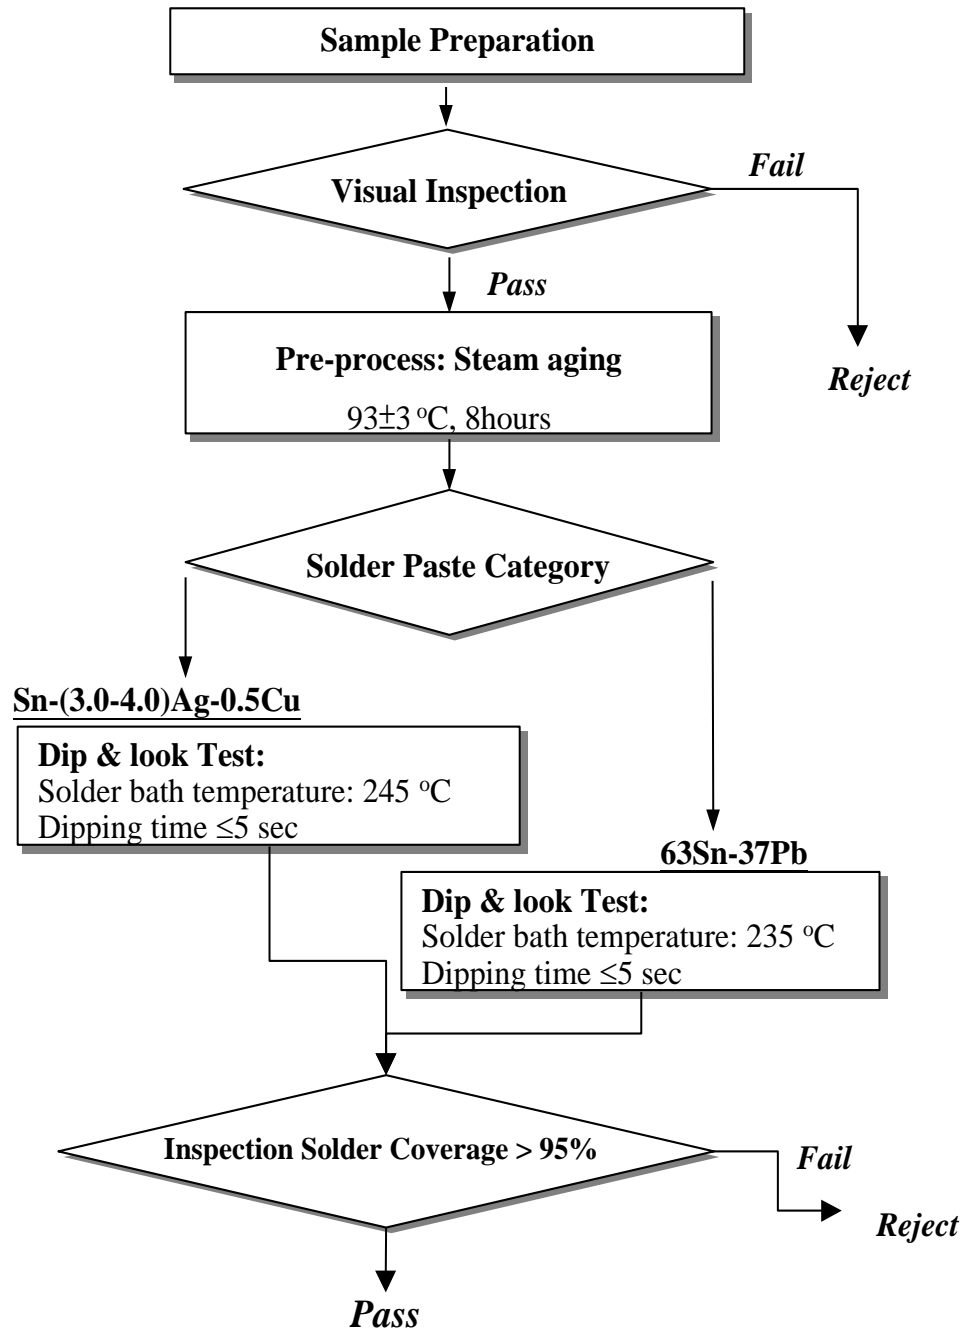 Sample Preparation
Visual Inspection
Fail
Pass
Reject
Pre-process: Steam aging
93±3 °C, 8hours
Solder Paste Category
Sn-(3.0-4.0)Ag-0.5Cu
Dip & look Test:
Solder bath temperature: 245 °C
Dipping time ≤5 sec
63Sn-37Pb
Dip & look Test:
Solder bath temperature: 235 °C
Dipping time ≤5 sec
Inspection Solder Coverage > 95%
Fail
Reject
Pass